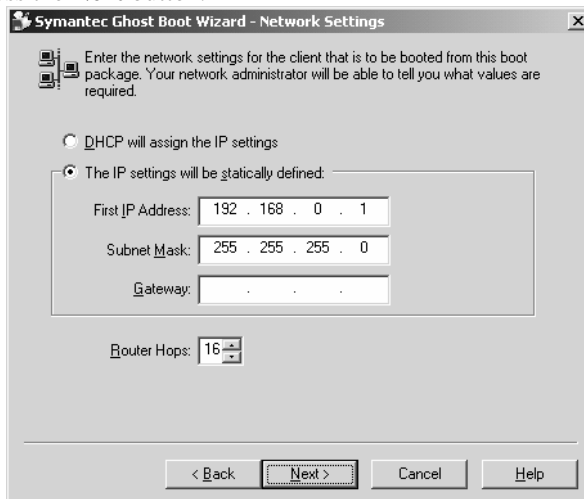 Symantec Ghost Boot Wizard - Network Settings
Enter the network settings for the client that is to be booted from this boot
package. Your network administrator will be able to tell you what values are
required.
DHCP will assign the IP settings
The IP settings will be statically defined:
First IP Address: 192 . 168 . 0 . 1
Subnet Mask: 255 . 255 . 255 . 0
Gateway: . . .
Router Hops: 16
< Back Next > Cancel Help